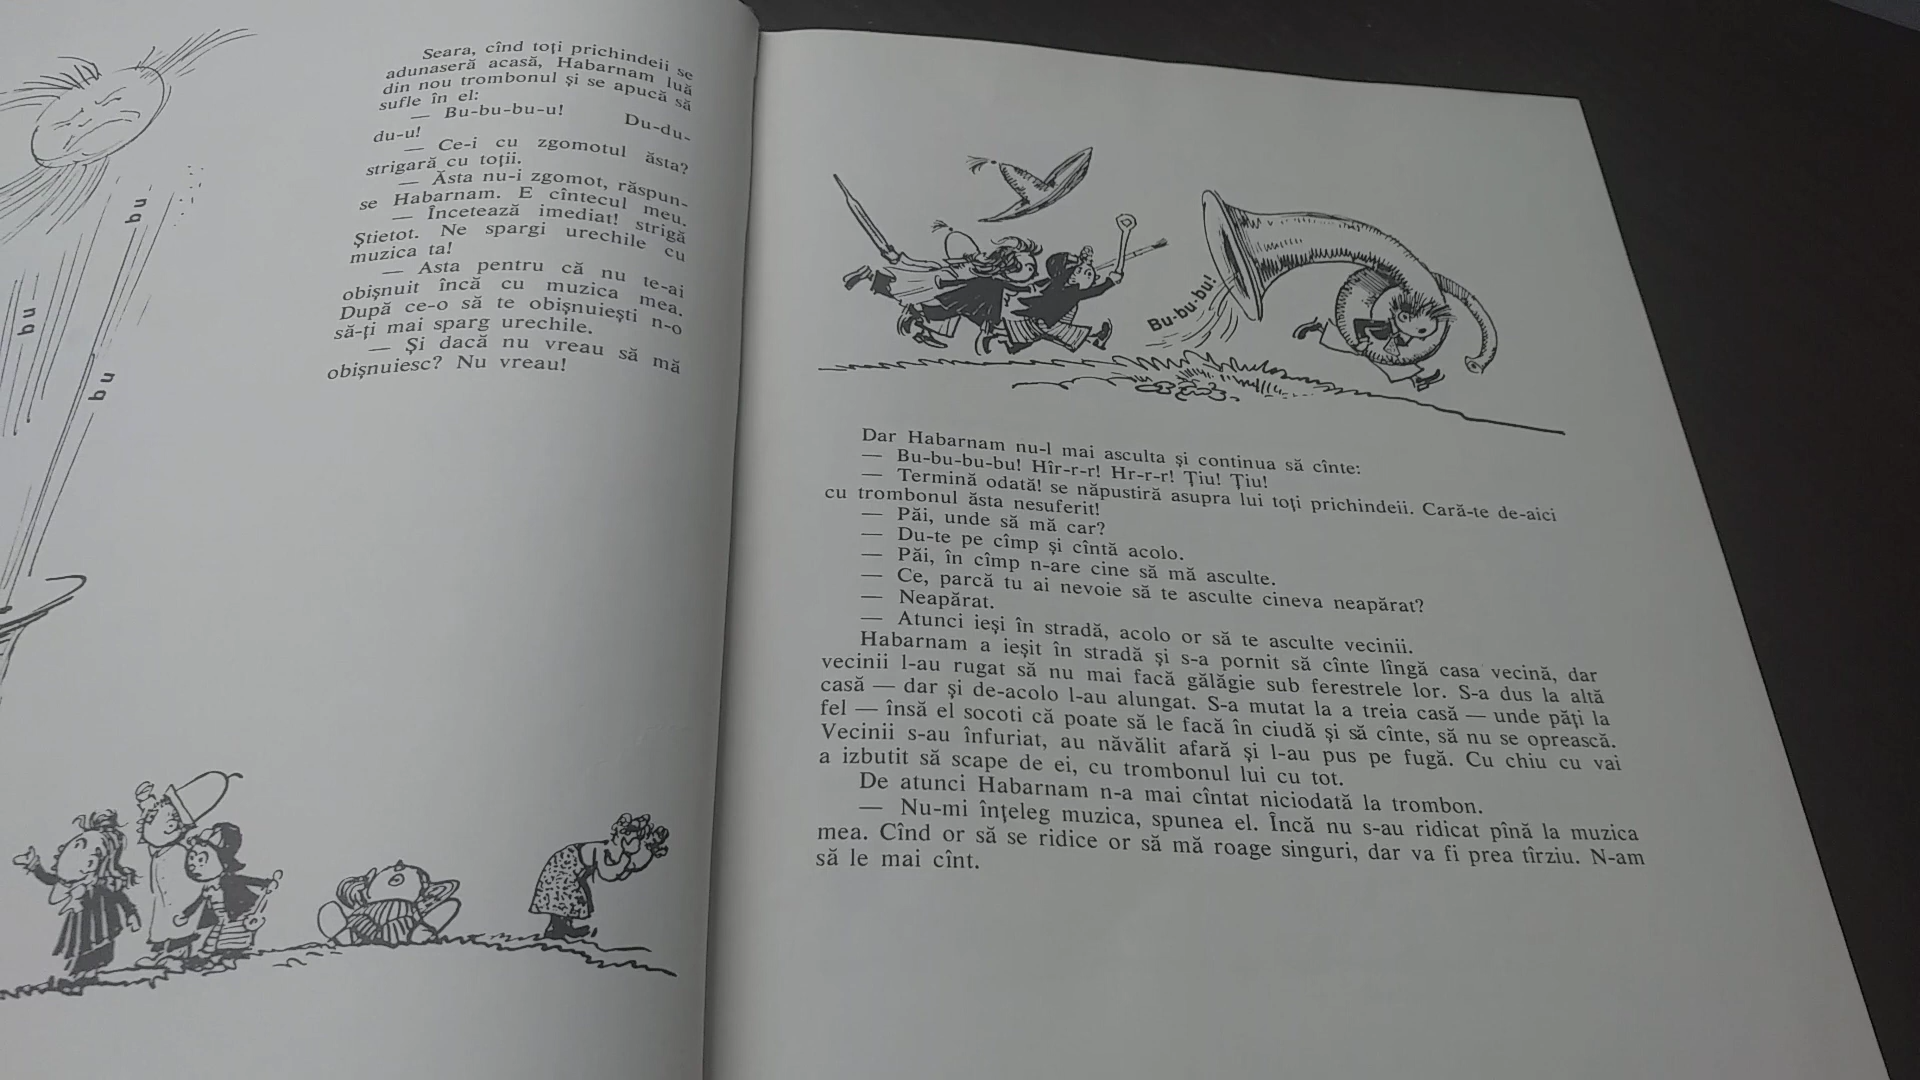 Seara, cînd toţi prichindeii se
adunaseră acasă, Habarnam luă
din nou trombonul şi se apucă să
sufle în el:
— Bu-bu-bu-u! Du-du-
du-u!
— Ce-i cu zgomotul ăsta?
strigară cu toţii.
— Ăsta nu-i zgomot, răspun-
se Habarnam. E cîntecul meu.
— Încetează imediat! strigă
Ştietot. Ne spargi urechile cu
muzica ta!
— Asta pentru că nu te-ai
obişnuit încă cu muzica mea.
După ce-o să te obişnuieşti n-o
să-ţi mai sparg urechile.
— Şi dacă nu vreau să mă
obişnuiesc? Nu vreau!
bu
bu
bu
Bu-bu-bu!
Dar Habarnam nu-l mai asculta şi continua să cînte:
— Bu-bu-bu-bu! Hîr-r-r! Hr-r-r! Ţiu! Ţiu!
— Termină odată! se năpustiră asupra lui toţi prichindeii. Cară-te de-aici
cu trombonul ăsta nesuferit!
— Păi, unde să mă car?
— Du-te pe cîmp şi cîntă acolo.
— Păi, în cîmp n-are cine să mă asculte.
— Ce, parcă tu ai nevoie să te asculte cineva neapărat?
— Neapărat.
— Atunci ieşi în stradă, acolo or să te asculte vecinii.
Habarnam a ieşit în stradă şi s-a pornit să cînte lîngă casa vecină, dar
vecinii l-au rugat să nu mai facă gălăgie sub ferestrele lor. S-a dus la altă
casă — dar şi de-acolo l-au alungat. S-a mutat la a treia casă — unde păţi la
fel — însă el socoti că poate să le facă în ciudă şi să cînte, să nu se oprească.
Vecinii s-au înfuriat, au năvălit afară şi l-au pus pe fugă. Cu chiu cu vai
a izbutit să scape de ei, cu trombonul lui cu tot.
De atunci Habarnam n-a mai cîntat niciodată la trombon.
— Nu-mi înţeleg muzica, spunea el. Încă nu s-au ridicat pînă la muzica
mea. Cînd or să se ridice or să mă roage singuri, dar va fi prea tîrziu. N-am
să le mai cînt.